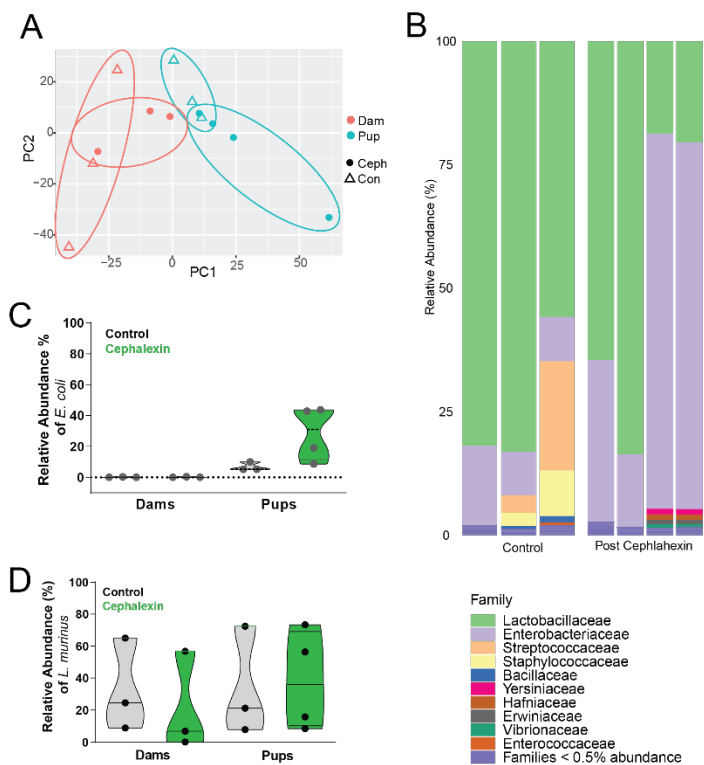 A
20
0
−20
−40
PC2
−25
0
25
50
PC1
Dam
Pup
Ceph
Con
B
100
75
50
25
0
Relative Abundance (%)
Control
Post Cephlahexin
C
Control
Cephalexin
100
80
60
40
20
0
Relative Abundance %
of E. coli
Dams
Pups
D
Control
Cephalexin
100
80
60
40
20
0
Relative Abundance (%)
of L. murinus
Dams
Pups
Family
Lactobacillaceae
Enterobacteriaceae
Streptococcaceae
Staphylococcaceae
Bacillaceae
Yersiniaceae
Hafniaceae
Erwiniaceae
Vibrionaceae
Enterococcaceae
Families < 0.5% abundance